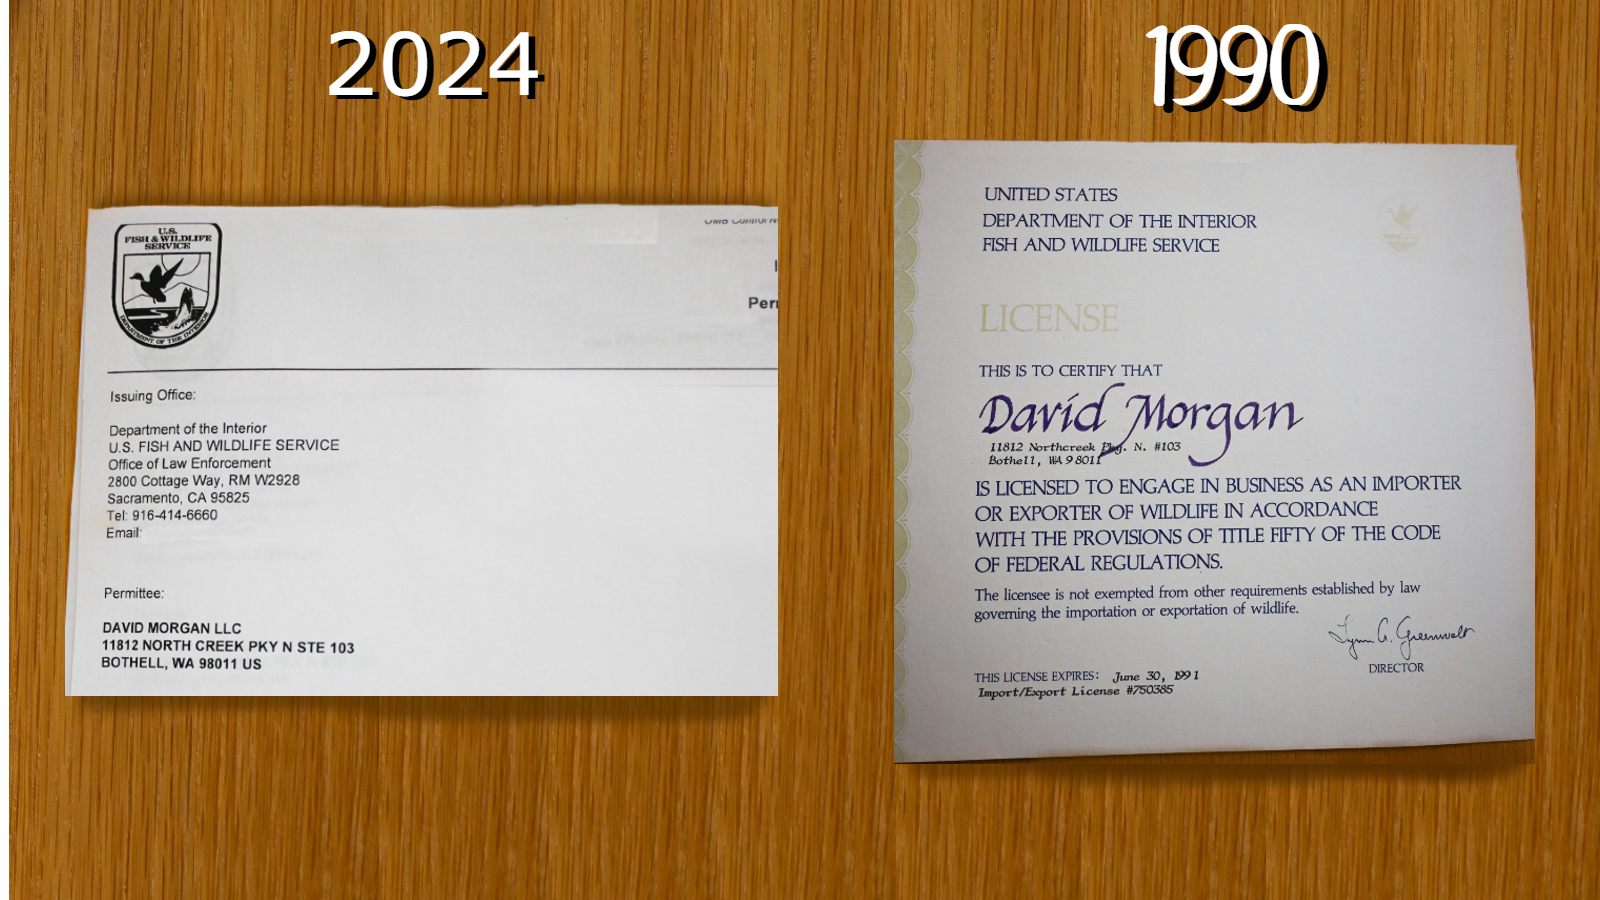 2024
U.S.
FISH & WILDLIFE
SERVICE
DEPARTMENT OF THE INTERIOR
OMB Control
Issuing Office:
Department of the Interior
U.S. FISH AND WILDLIFE SERVICE
Office of Law Enforcement
2800 Cottage Way, RM W2928
Sacramento, CA 95825
Tel: 916-414-6660
Email:
Permittee:
DAVID MORGAN LLC
11812 NORTH CREEK PKY N STE 103
BOTHELL, WA 98011 US
1990
UNITED STATES
DEPARTMENT OF THE INTERIOR
FISH AND WILDLIFE SERVICE
LICENSE
THIS IS TO CERTIFY THAT
David Morgan
11812 Northcreek Pky. N. #103
Bothell, WA 98011
IS LICENSED TO ENGAGE IN BUSINESS AS AN IMPORTER
OR EXPORTER OF WILDLIFE IN ACCORDANCE
WITH THE PROVISIONS OF TITLE FIFTY OF THE CODE
OF FEDERAL REGULATIONS.
The licensee is not exempted from other requirements established by law
governing the importation or exportation of wildlife.
Lynn A. Greenwalt
DIRECTOR
THIS LICENSE EXPIRES: June 30, 1991
Import/Export License #750385